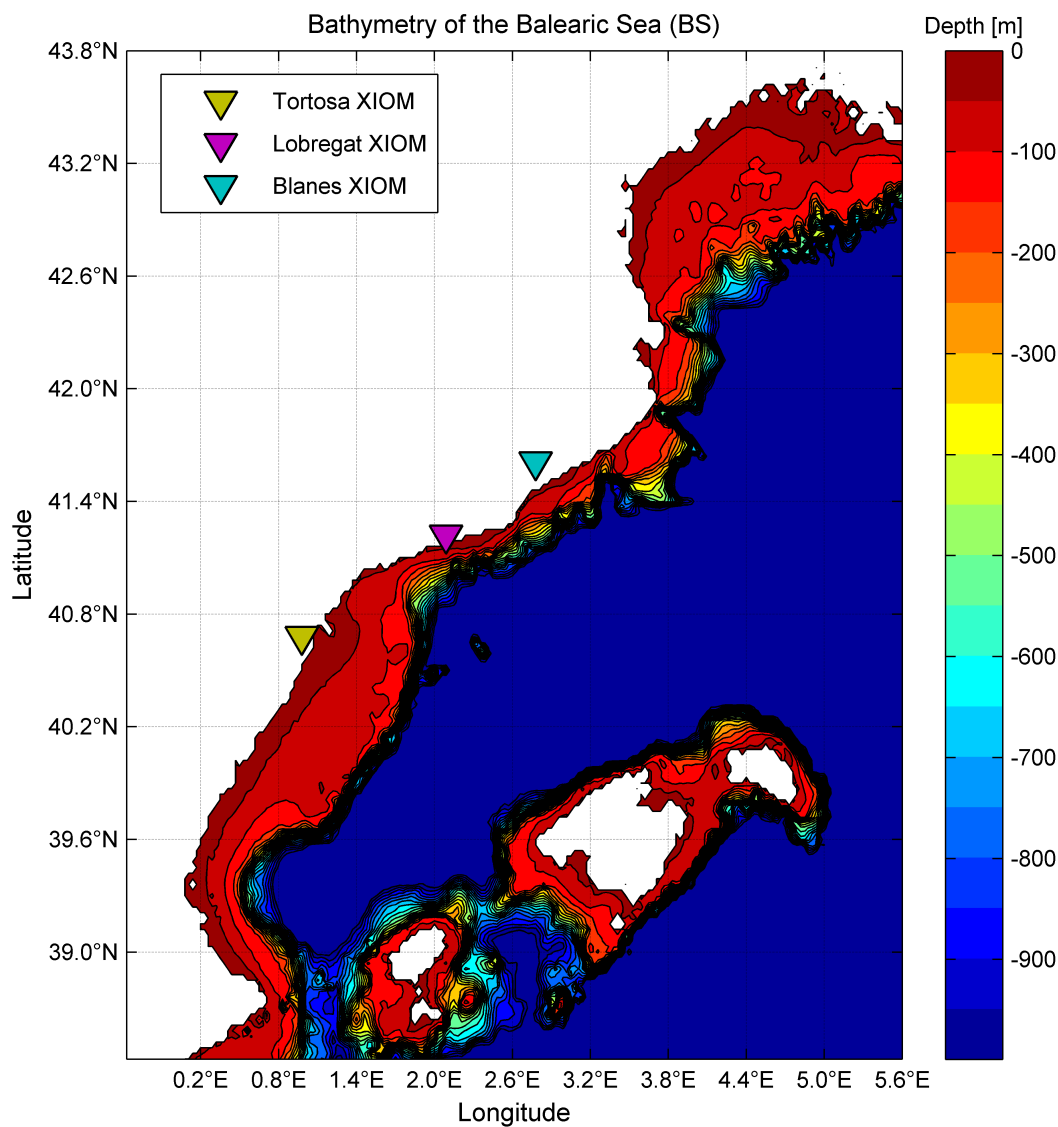 Bathymetry of the Balearic Sea (BS)
Depth [m]
Tortosa XIOM
Lobregat XIOM
Blanes XIOM
43.8°N
43.2°N
42.6°N
42.0°N
41.4°N
40.8°N
40.2°N
39.6°N
39.0°N
Latitude
0.2°E 0.8°E 1.4°E 2.0°E 2.6°E 3.2°E 3.8°E 4.4°E 5.0°E 5.6°E
Longitude
0
-100
-200
-300
-400
-500
-600
-700
-800
-900